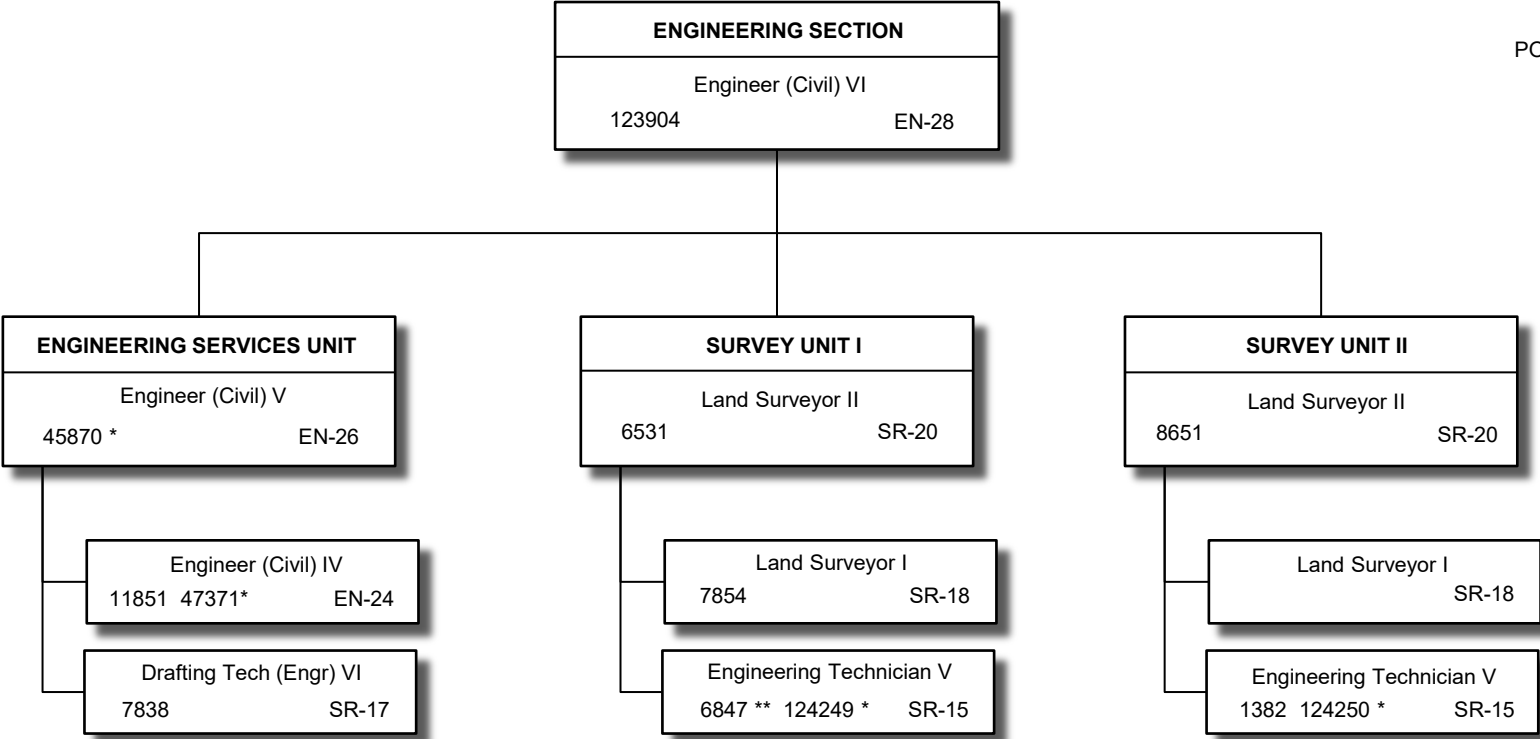 ENGINEERING SECTION
Engineer (Civil) VI
123904 EN-28
PO
ENGINEERING SERVICES UNIT
Engineer (Civil) V
45870 * EN-26
Engineer (Civil) IV
11851 47371* EN-24
Drafting Tech (Engr) VI
7838 SR-17
SURVEY UNIT I
Land Surveyor II
6531 SR-20
Land Surveyor I
7854 SR-18
Engineering Technician V
6847 ** 124249 * SR-15
SURVEY UNIT II
Land Surveyor II
8651 SR-20
Land Surveyor I
SR-18
Engineering Technician V
1382 124250 * SR-15